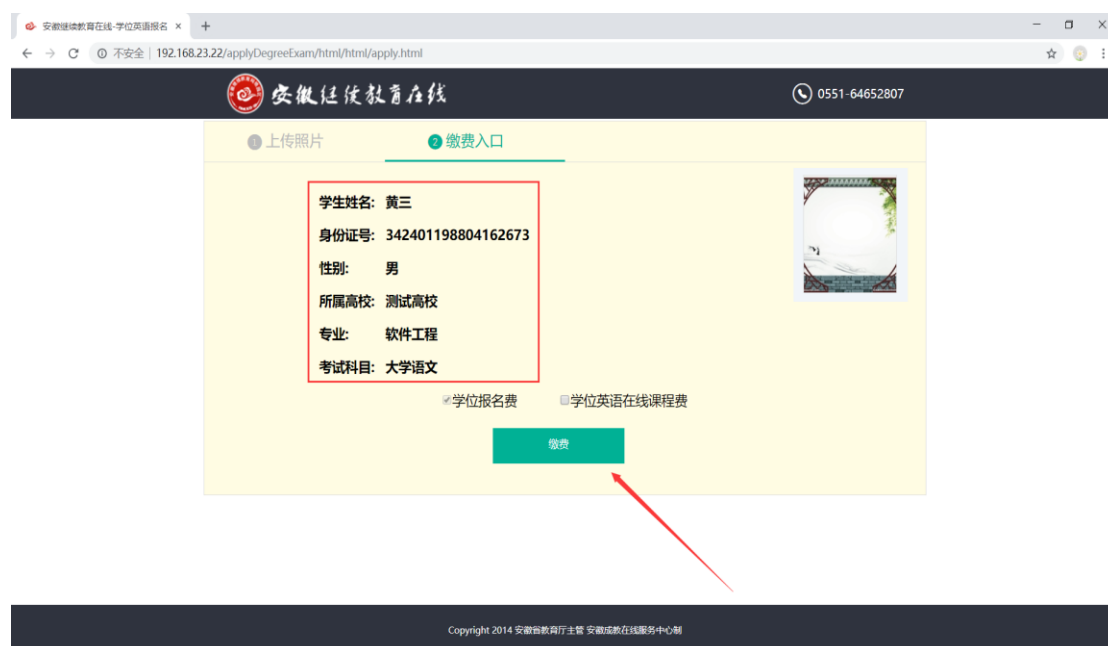 安徽继续教育在线-学位英语报名
不安全 | 192.168.23.22/applyDegreeExam/html/html/apply.html
安徽继续教育在线
0551-64652807
1 上传照片
2 缴费入口
学生姓名: 黄三
身份证号: 342401198804162673
性别: 男
所属高校: 测试高校
专业: 软件工程
考试科目: 大学语文
学位报名费 学位英语在线课程费
缴费
Copyright 2014 安徽省教育厅主管 安徽成教在线服务中心制